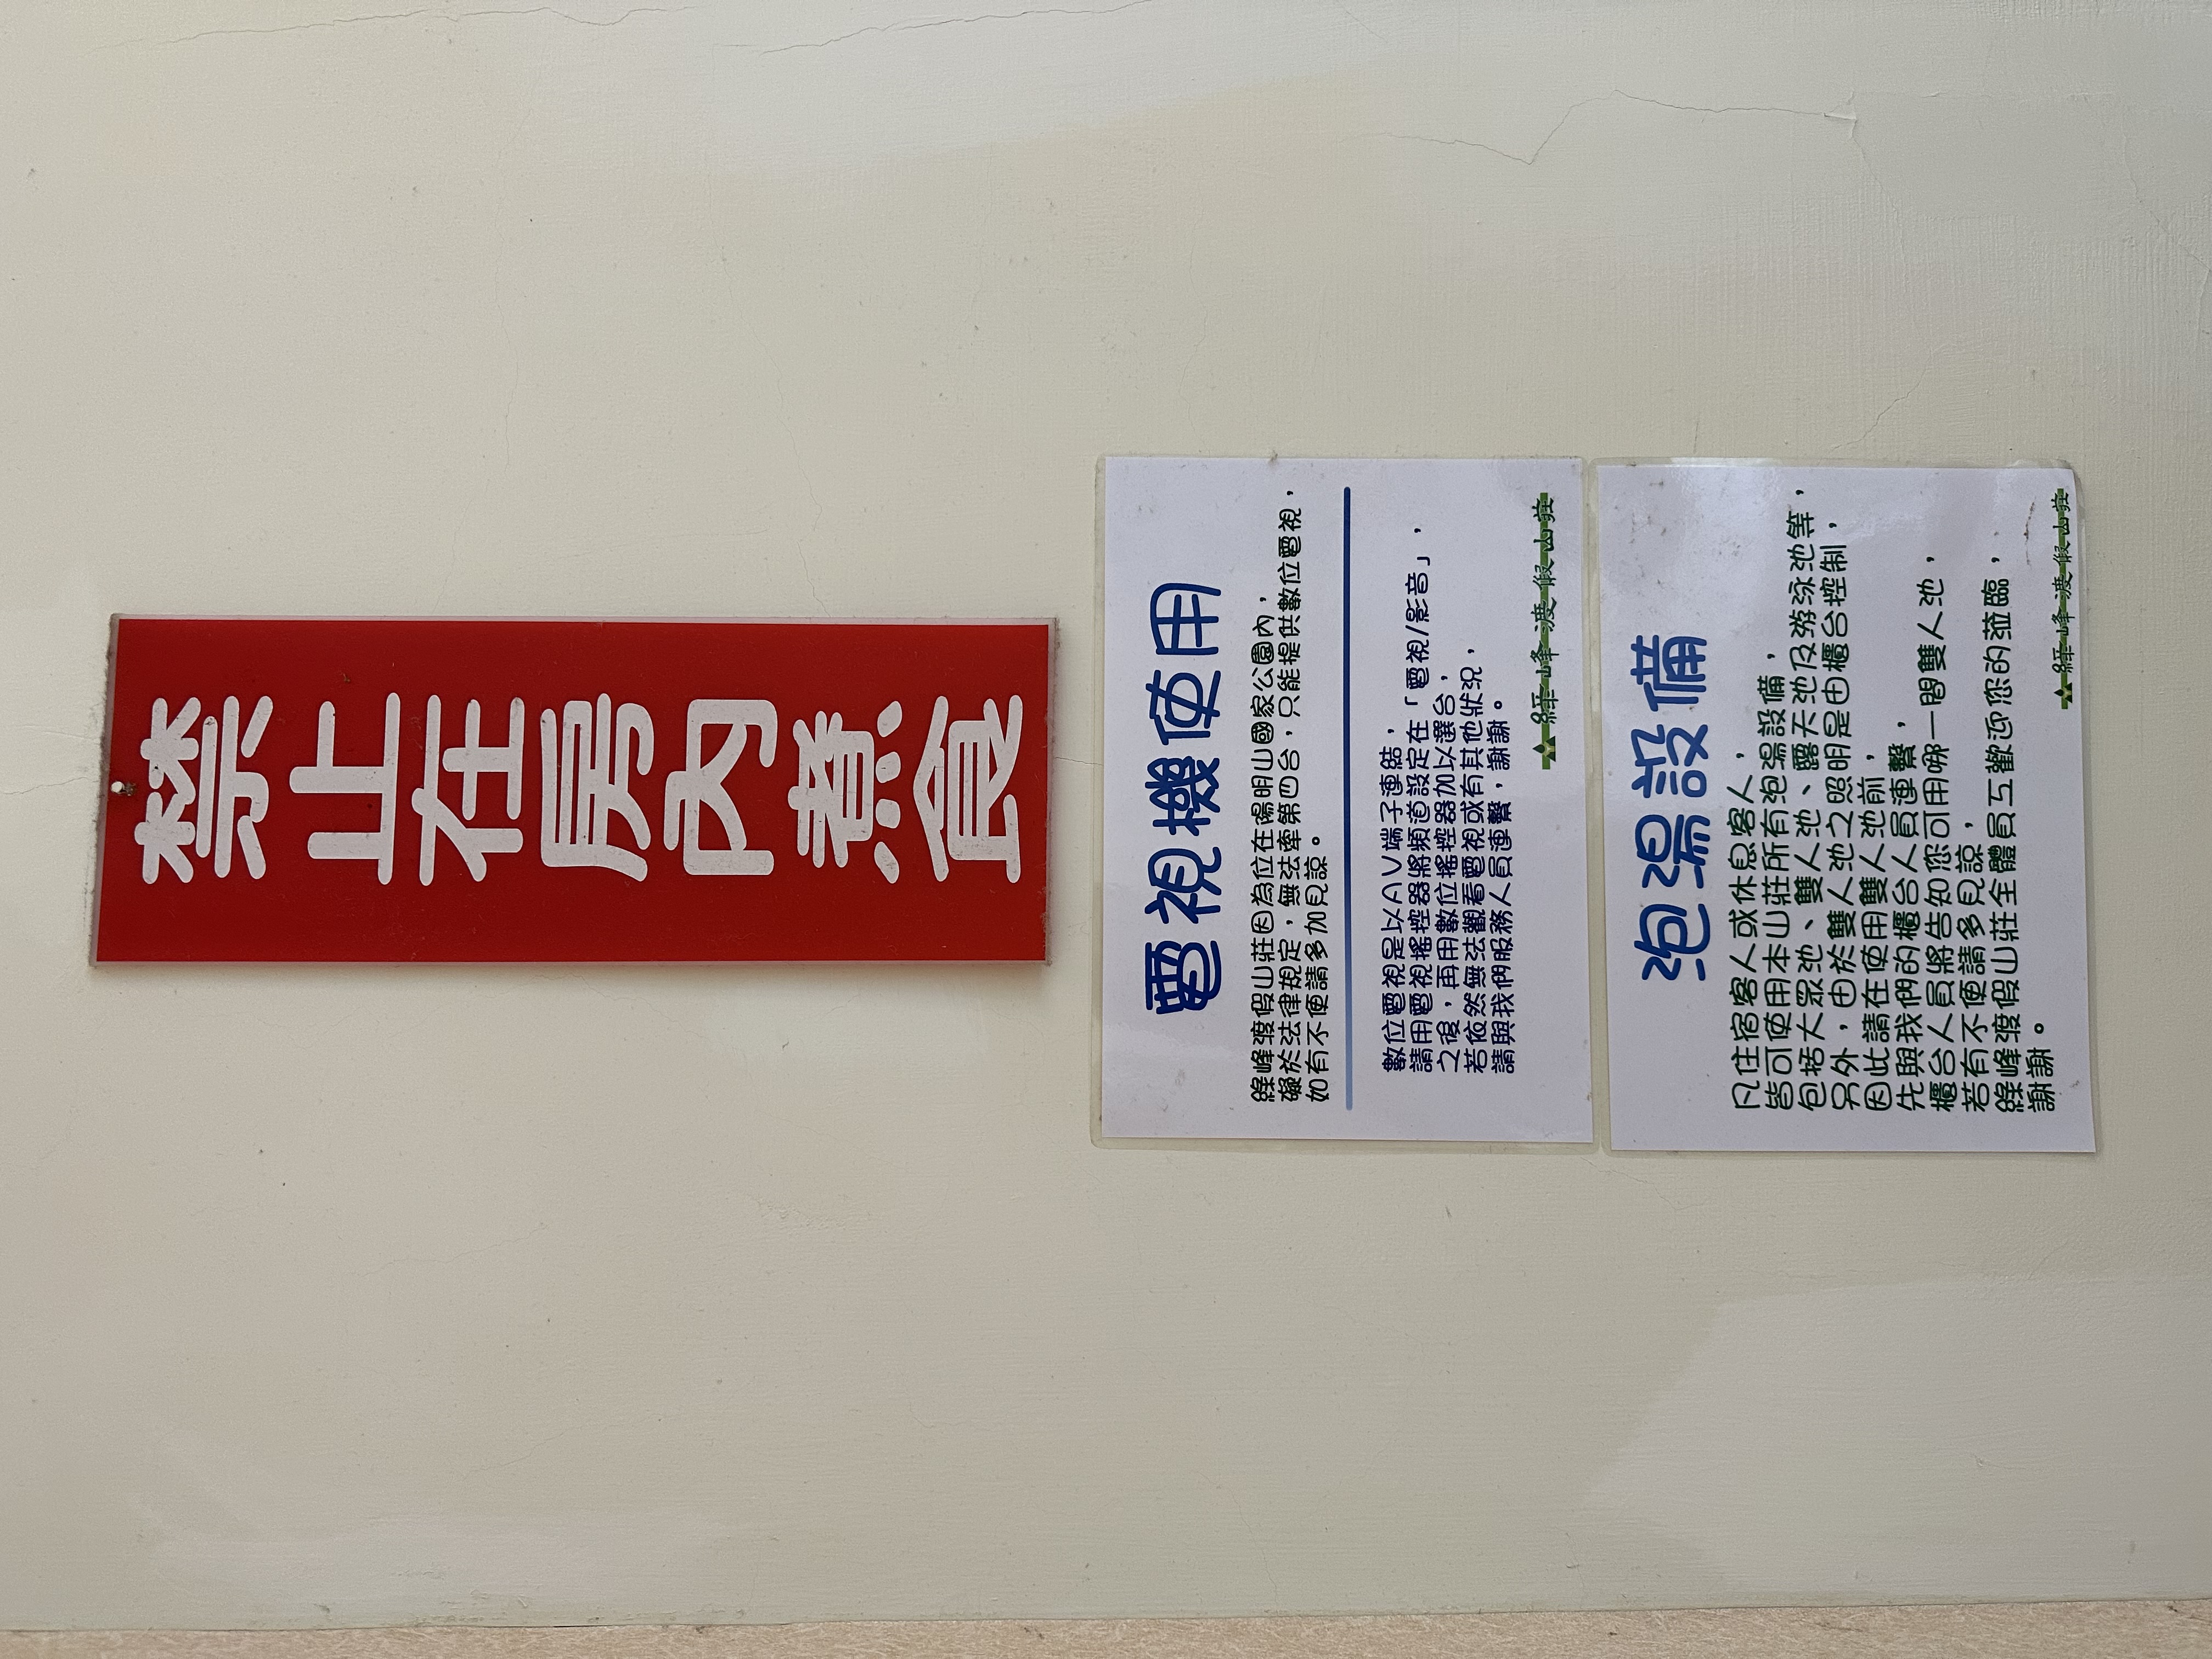 禁止在房內煮食
電視機使用
綠峰渡假山莊因為位在陽明山國家公園內,
礙於法律規定,無法牽第四台,只能提供數位電視,
如有不便請多加見諒。
數位電視是以AV端子連結,
請用電視搖控器將頻道設定在「電視/影音」,
之後,再用數位搖控器加以選台,
若依然無法觀看電視或有其他狀況,
請與我們服務人員連繫,謝謝。
綠峰渡假山莊
泡湯設備
凡住宿客人或休息客人,
皆可使用本山莊所有泡湯設備,
包括大眾池、雙人池、露天池及游泳池等,
另外,由於雙人池之照明是由櫃台控制,
因此請在使用雙人池前,
先與我們的櫃台人員連繫,
櫃台人員將告知您可用哪一間雙人池,
若有不便請多見諒,
綠峰渡假山莊全體員工歡迎您的蒞臨,
謝謝。
綠峰渡假山莊